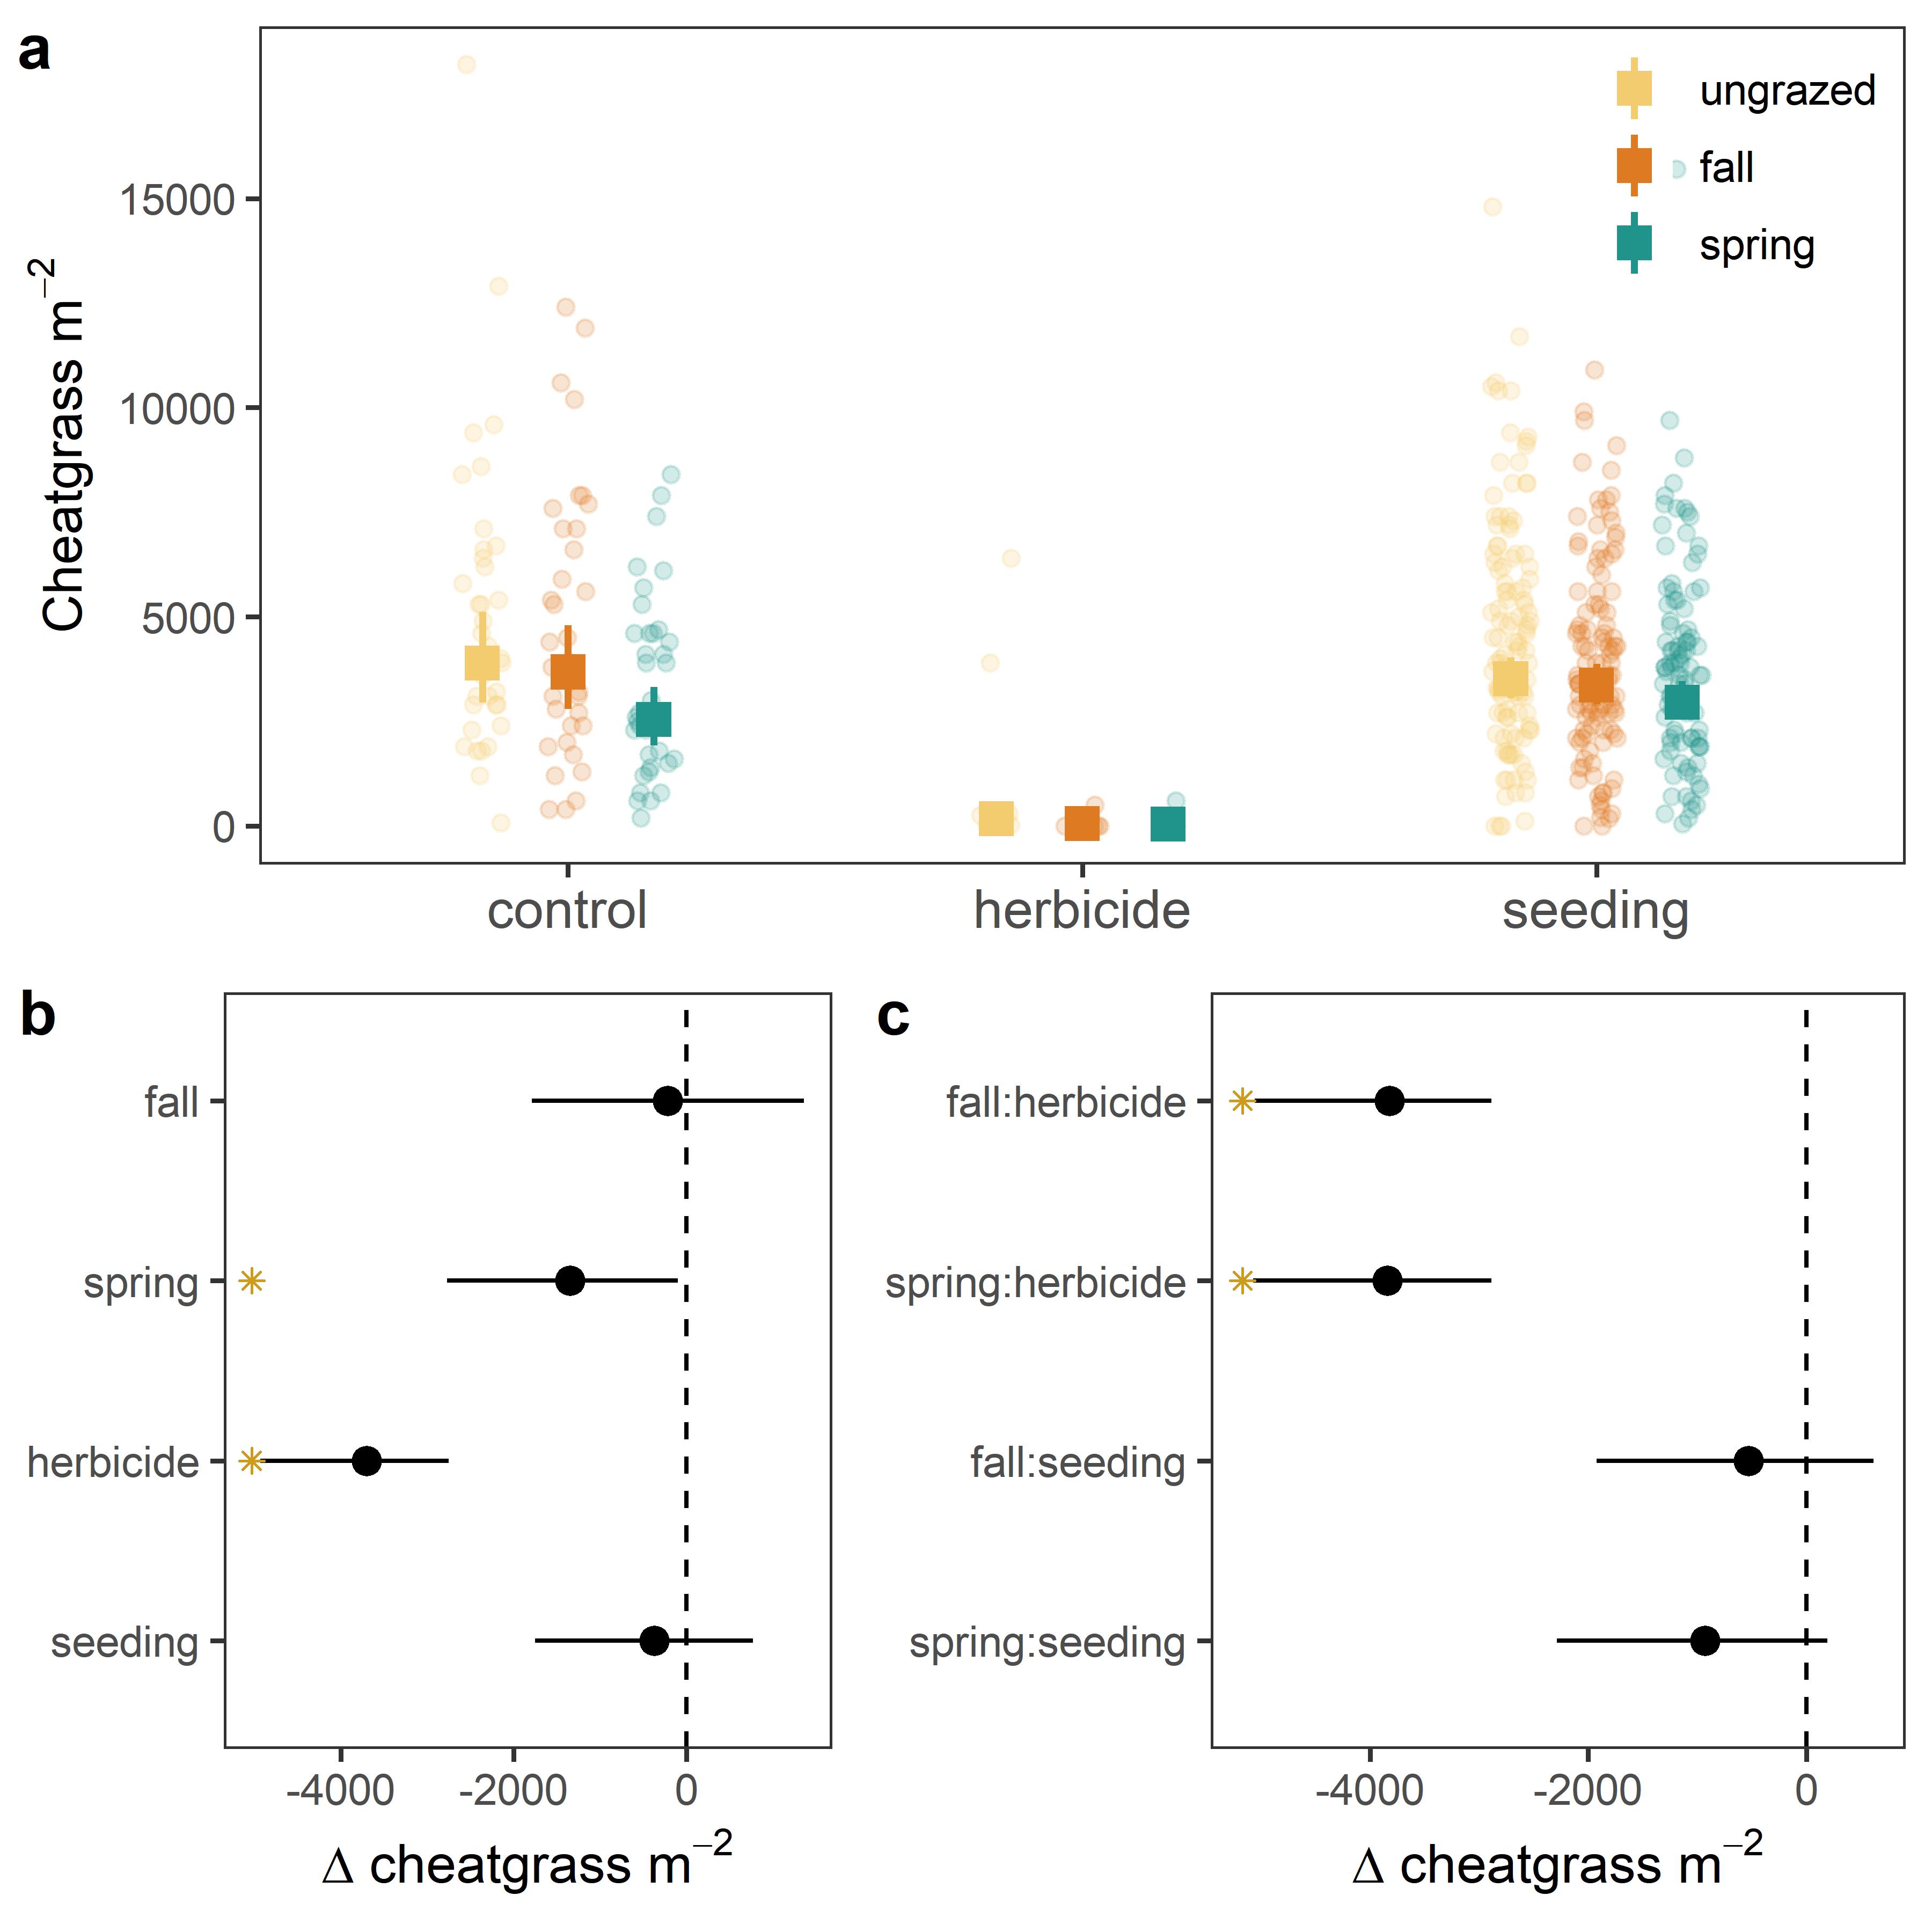 a
ungrazed
fall
spring
15000
10000
5000
0
Cheatgrass m−2
control herbicide seeding
b
fall
spring
herbicide
seeding
-4000 -2000 0
Δ cheatgrass m−2
c
fall:herbicide
spring:herbicide
fall:seeding
spring:seeding
-4000 -2000 0
Δ cheatgrass m−2